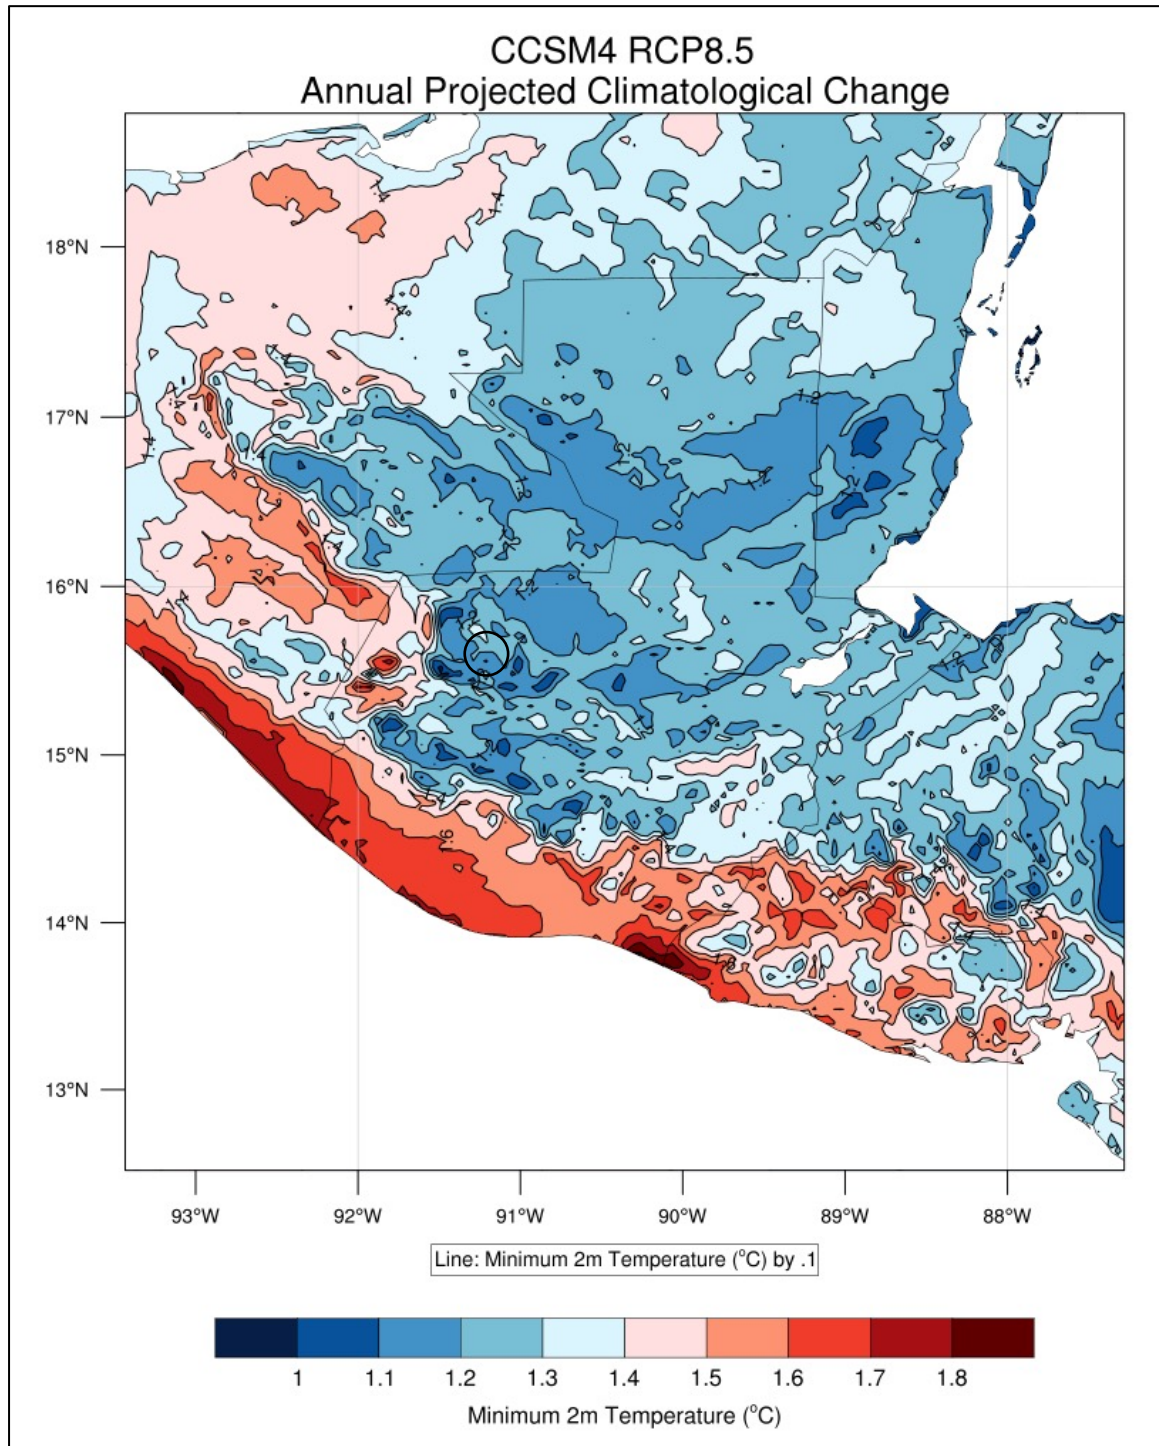 CCSM4 RCP8.5
Annual Projected Climatological Change
18°N
17°N
16°N
15°N
14°N
13°N
93°W 92°W 91°W 90°W 89°W 88°W
Line: Minimum 2m Temperature (°C) by .1
1 1.1 1.2 1.3 1.4 1.5 1.6 1.7 1.8
Minimum 2m Temperature (°C)